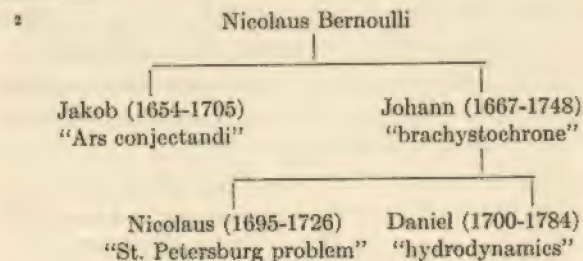 2
Nicolaus Bernoulli
Jakob (1654-1705)
"Ars conjectandi"
Johann (1667-1748)
"brachystochrone"
Nicolaus (1695-1726)
"St. Petersburg problem"
Daniel (1700-1784)
"hydrodynamics"